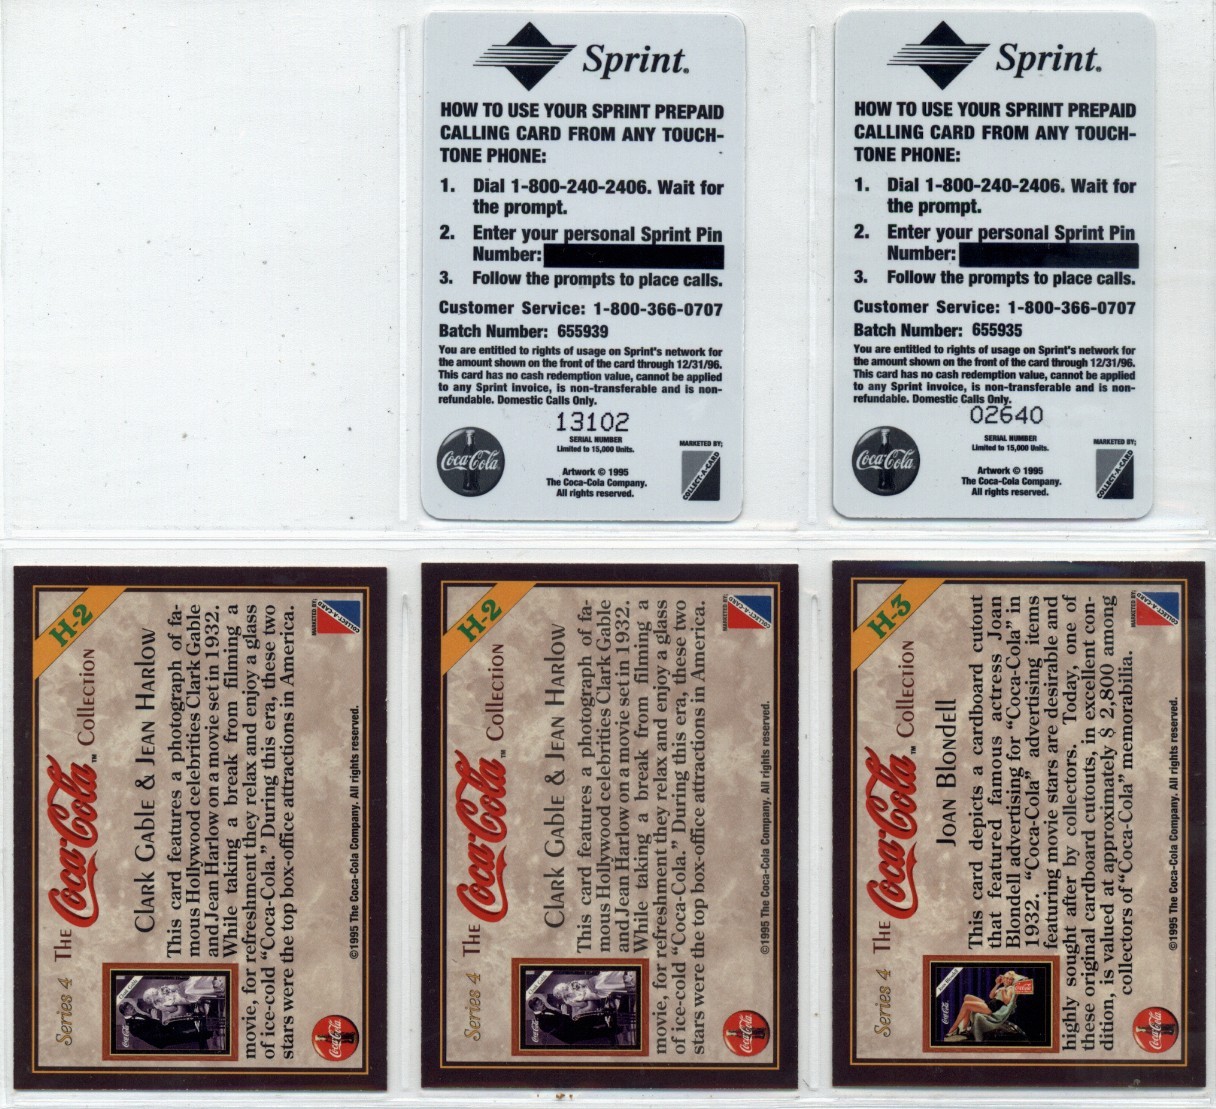 Sprint.
HOW TO USE YOUR SPRINT PREPAID
CALLING CARD FROM ANY TOUCH-
TONE PHONE:
1. Dial 1-800-240-2406. Wait for
the prompt.
2. Enter your personal Sprint Pin
Number:
3. Follow the prompts to place calls.
Customer Service: 1-800-366-0707
Batch Number: 655939
You are entitled to rights of usage on Sprint's network for
the amount shown on the front of the card through 12/31/96.
This card has no cash redemption value, cannot be applied
to any Sprint invoice, is non-transferable and is non-
refundable. Domestic Calls Only.
13102
SERIAL NUMBER
Limited to 15,000 Units.
MARKETED BY;
Coca-Cola
COLLECT-A-CARD
Artwork © 1995
The Coca-Cola Company.
All rights reserved.
Sprint.
HOW TO USE YOUR SPRINT PREPAID
CALLING CARD FROM ANY TOUCH-
TONE PHONE:
1. Dial 1-800-240-2406. Wait for
the prompt.
2. Enter your personal Sprint Pin
Number:
3. Follow the prompts to place calls.
Customer Service: 1-800-366-0707
Batch Number: 655935
You are entitled to rights of usage on Sprint's network for
the amount shown on the front of the card through 12/31/96.
This card has no cash redemption value, cannot be applied
to any Sprint invoice, is non-transferable and is non-
refundable. Domestic Calls Only.
02640
SERIAL NUMBER
Limited to 15,000 Units.
MARKETED BY;
Coca-Cola
COLLECT-A-CARD
Artwork © 1995
The Coca-Cola Company.
All rights reserved.
Series 4 THE Coca-Cola™ COLLECTION H-2
CLARK GABLE & JEAN HARLOW
This card features a photograph of fa-
mous Hollywood celebrities Clark Gable
and Jean Harlow on a movie set in 1932.
While taking a break from filming a
movie, for refreshment they relax and enjoy a glass
of ice-cold “Coca-Cola.” During this era, these two
stars were the top box-office attractions in America.
Coca-Cola
©1995 The Coca-Cola Company. All rights reserved.
MARKETED BY:
COLLECT-A-CARD
Series 4 THE Coca-Cola™ COLLECTION H-2
CLARK GABLE & JEAN HARLOW
This card features a photograph of fa-
mous Hollywood celebrities Clark Gable
and Jean Harlow on a movie set in 1932.
While taking a break from filming a
movie, for refreshment they relax and enjoy a glass
of ice-cold “Coca-Cola.” During this era, these two
stars were the top box-office attractions in America.
Coca-Cola
©1995 The Coca-Cola Company. All rights reserved.
MARKETED BY:
COLLECT-A-CARD
Series 4 THE Coca-Cola™ COLLECTION H-3
JOAN BLONDELL
This card depicts a cardboard cutout
that featured famous actress Joan
Blondell advertising for “Coca-Cola” in
1932. “Coca-Cola” advertising items
featuring movie stars are desirable and
highly sought after by collectors. Today, one of
these original cardboard cutouts, in excellent con-
dition, is valued at approximately $ 2,800 among
collectors of “Coca-Cola” memorabilia.
Coca-Cola
©1995 The Coca-Cola Company. All rights reserved.
MARKETED BY:
COLLECT-A-CARD